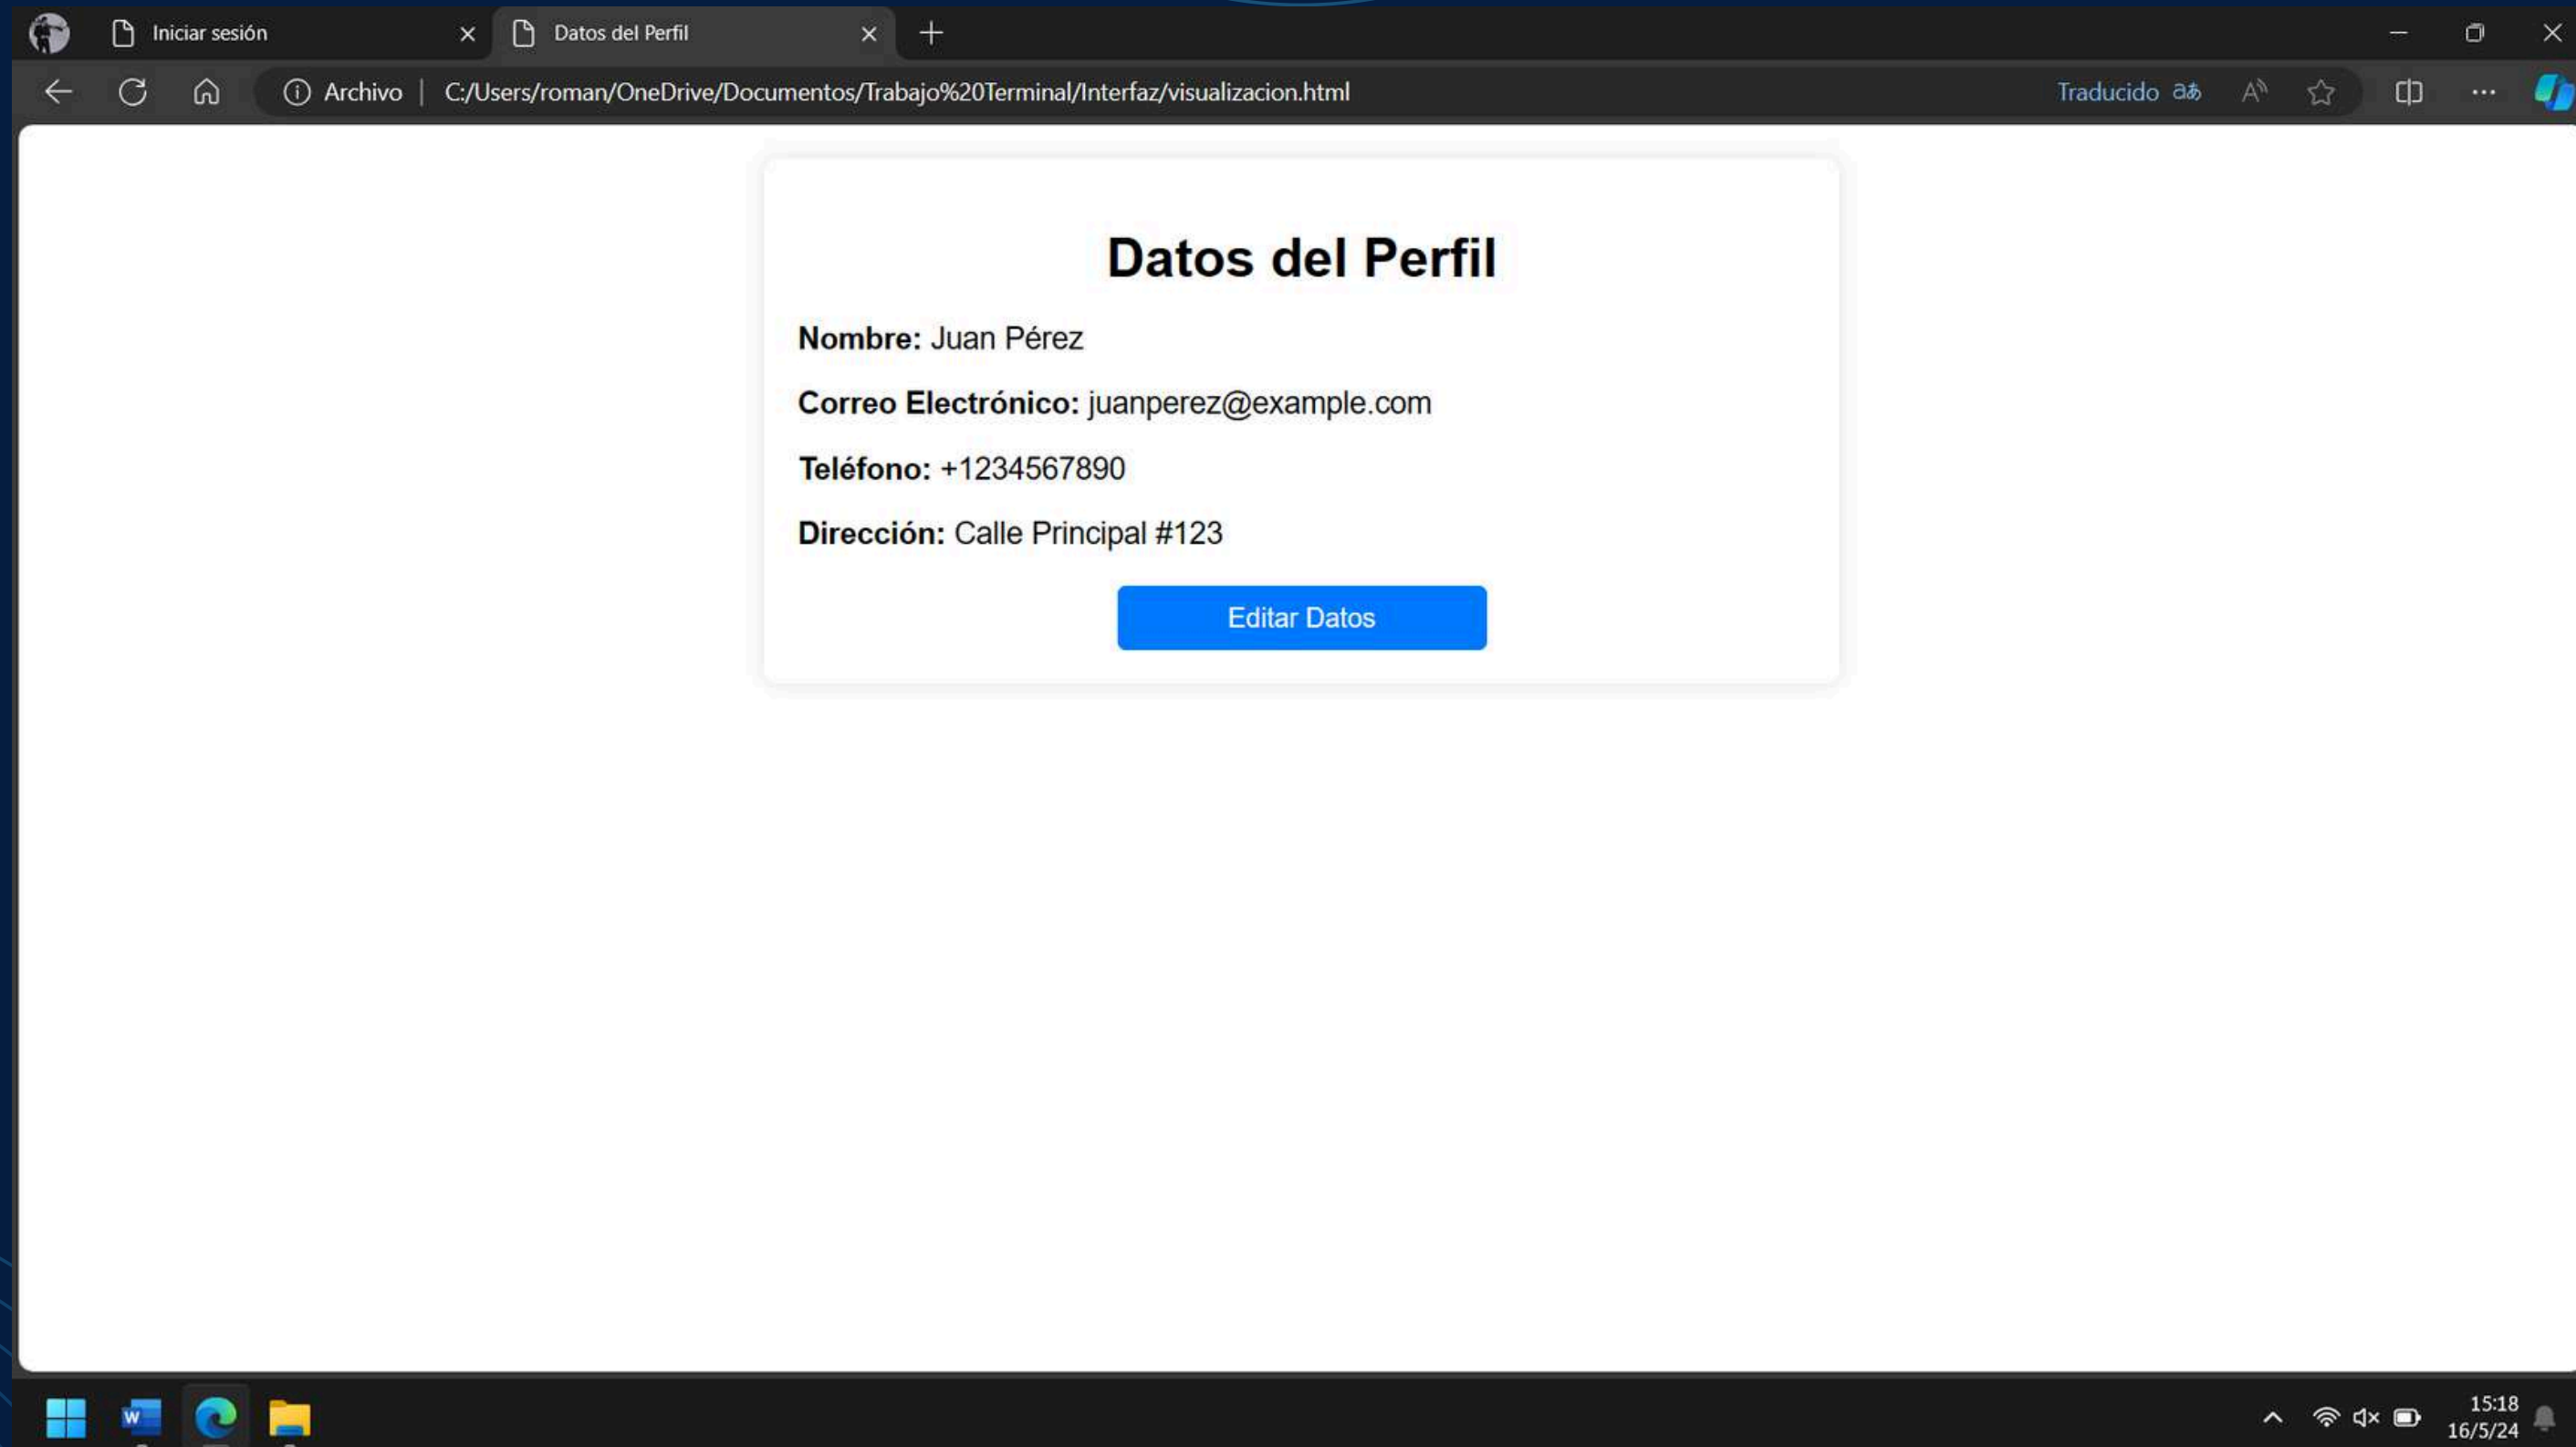 Iniciar sesión
Datos del Perfil
Archivo | C:/Users/roman/OneDrive/Documentos/Trabajo%20Terminal/Interfaz/visualizacion.html
Traducido
Datos del Perfil
Nombre: Juan Pérez
Correo Electrónico: juanperez@example.com
Teléfono: +1234567890
Dirección: Calle Principal #123
Editar Datos
15:18
16/5/24